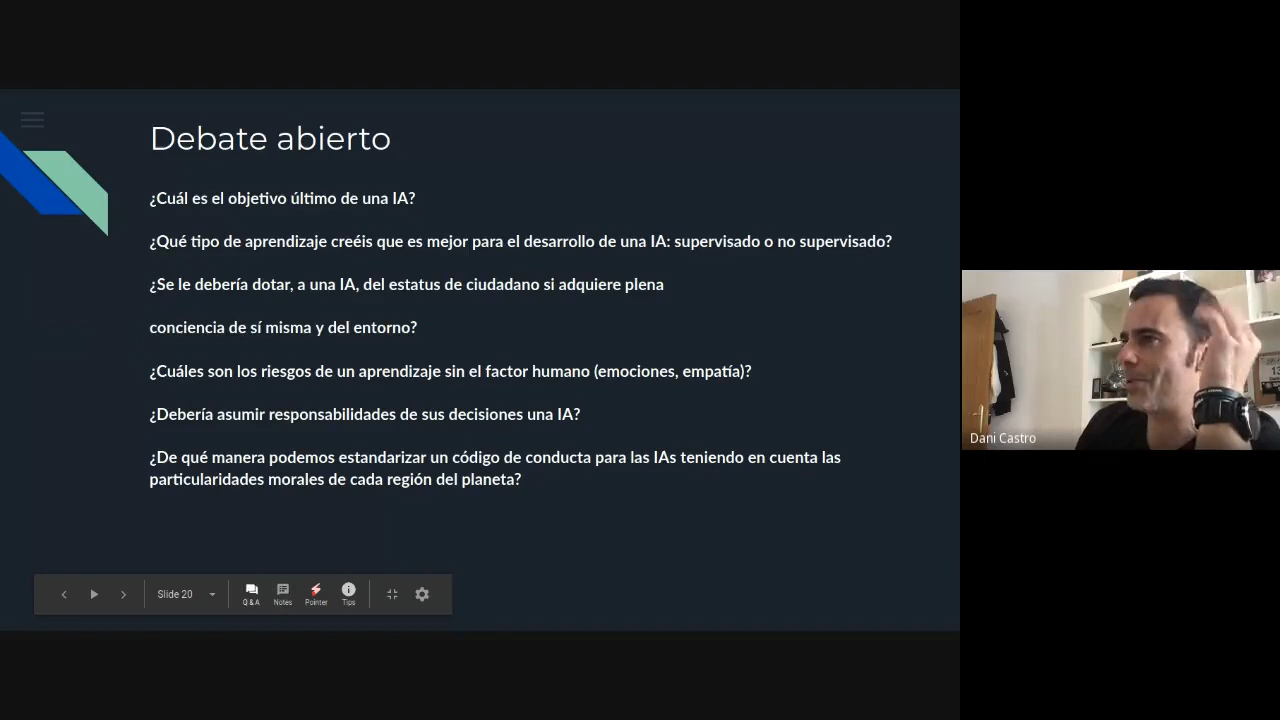 Debate abierto
¿Cuál es el objetivo último de una IA?
¿Qué tipo de aprendizaje creéis que es mejor para el desarrollo de una IA: supervisado o no supervisado?
¿Se le debería dotar, a una IA, del estatus de ciudadano si adquiere plena
conciencia de sí misma y del entorno?
¿Cuáles son los riesgos de un aprendizaje sin el factor humano (emociones, empatía)?
¿Debería asumir responsabilidades de sus decisiones una IA?
¿De qué manera podemos estandarizar un código de conducta para las IAs teniendo en cuenta las
particularidades morales de cada región del planeta?
Slide 20
Q & A
Notes
Pointer
Tips
Dani Castro